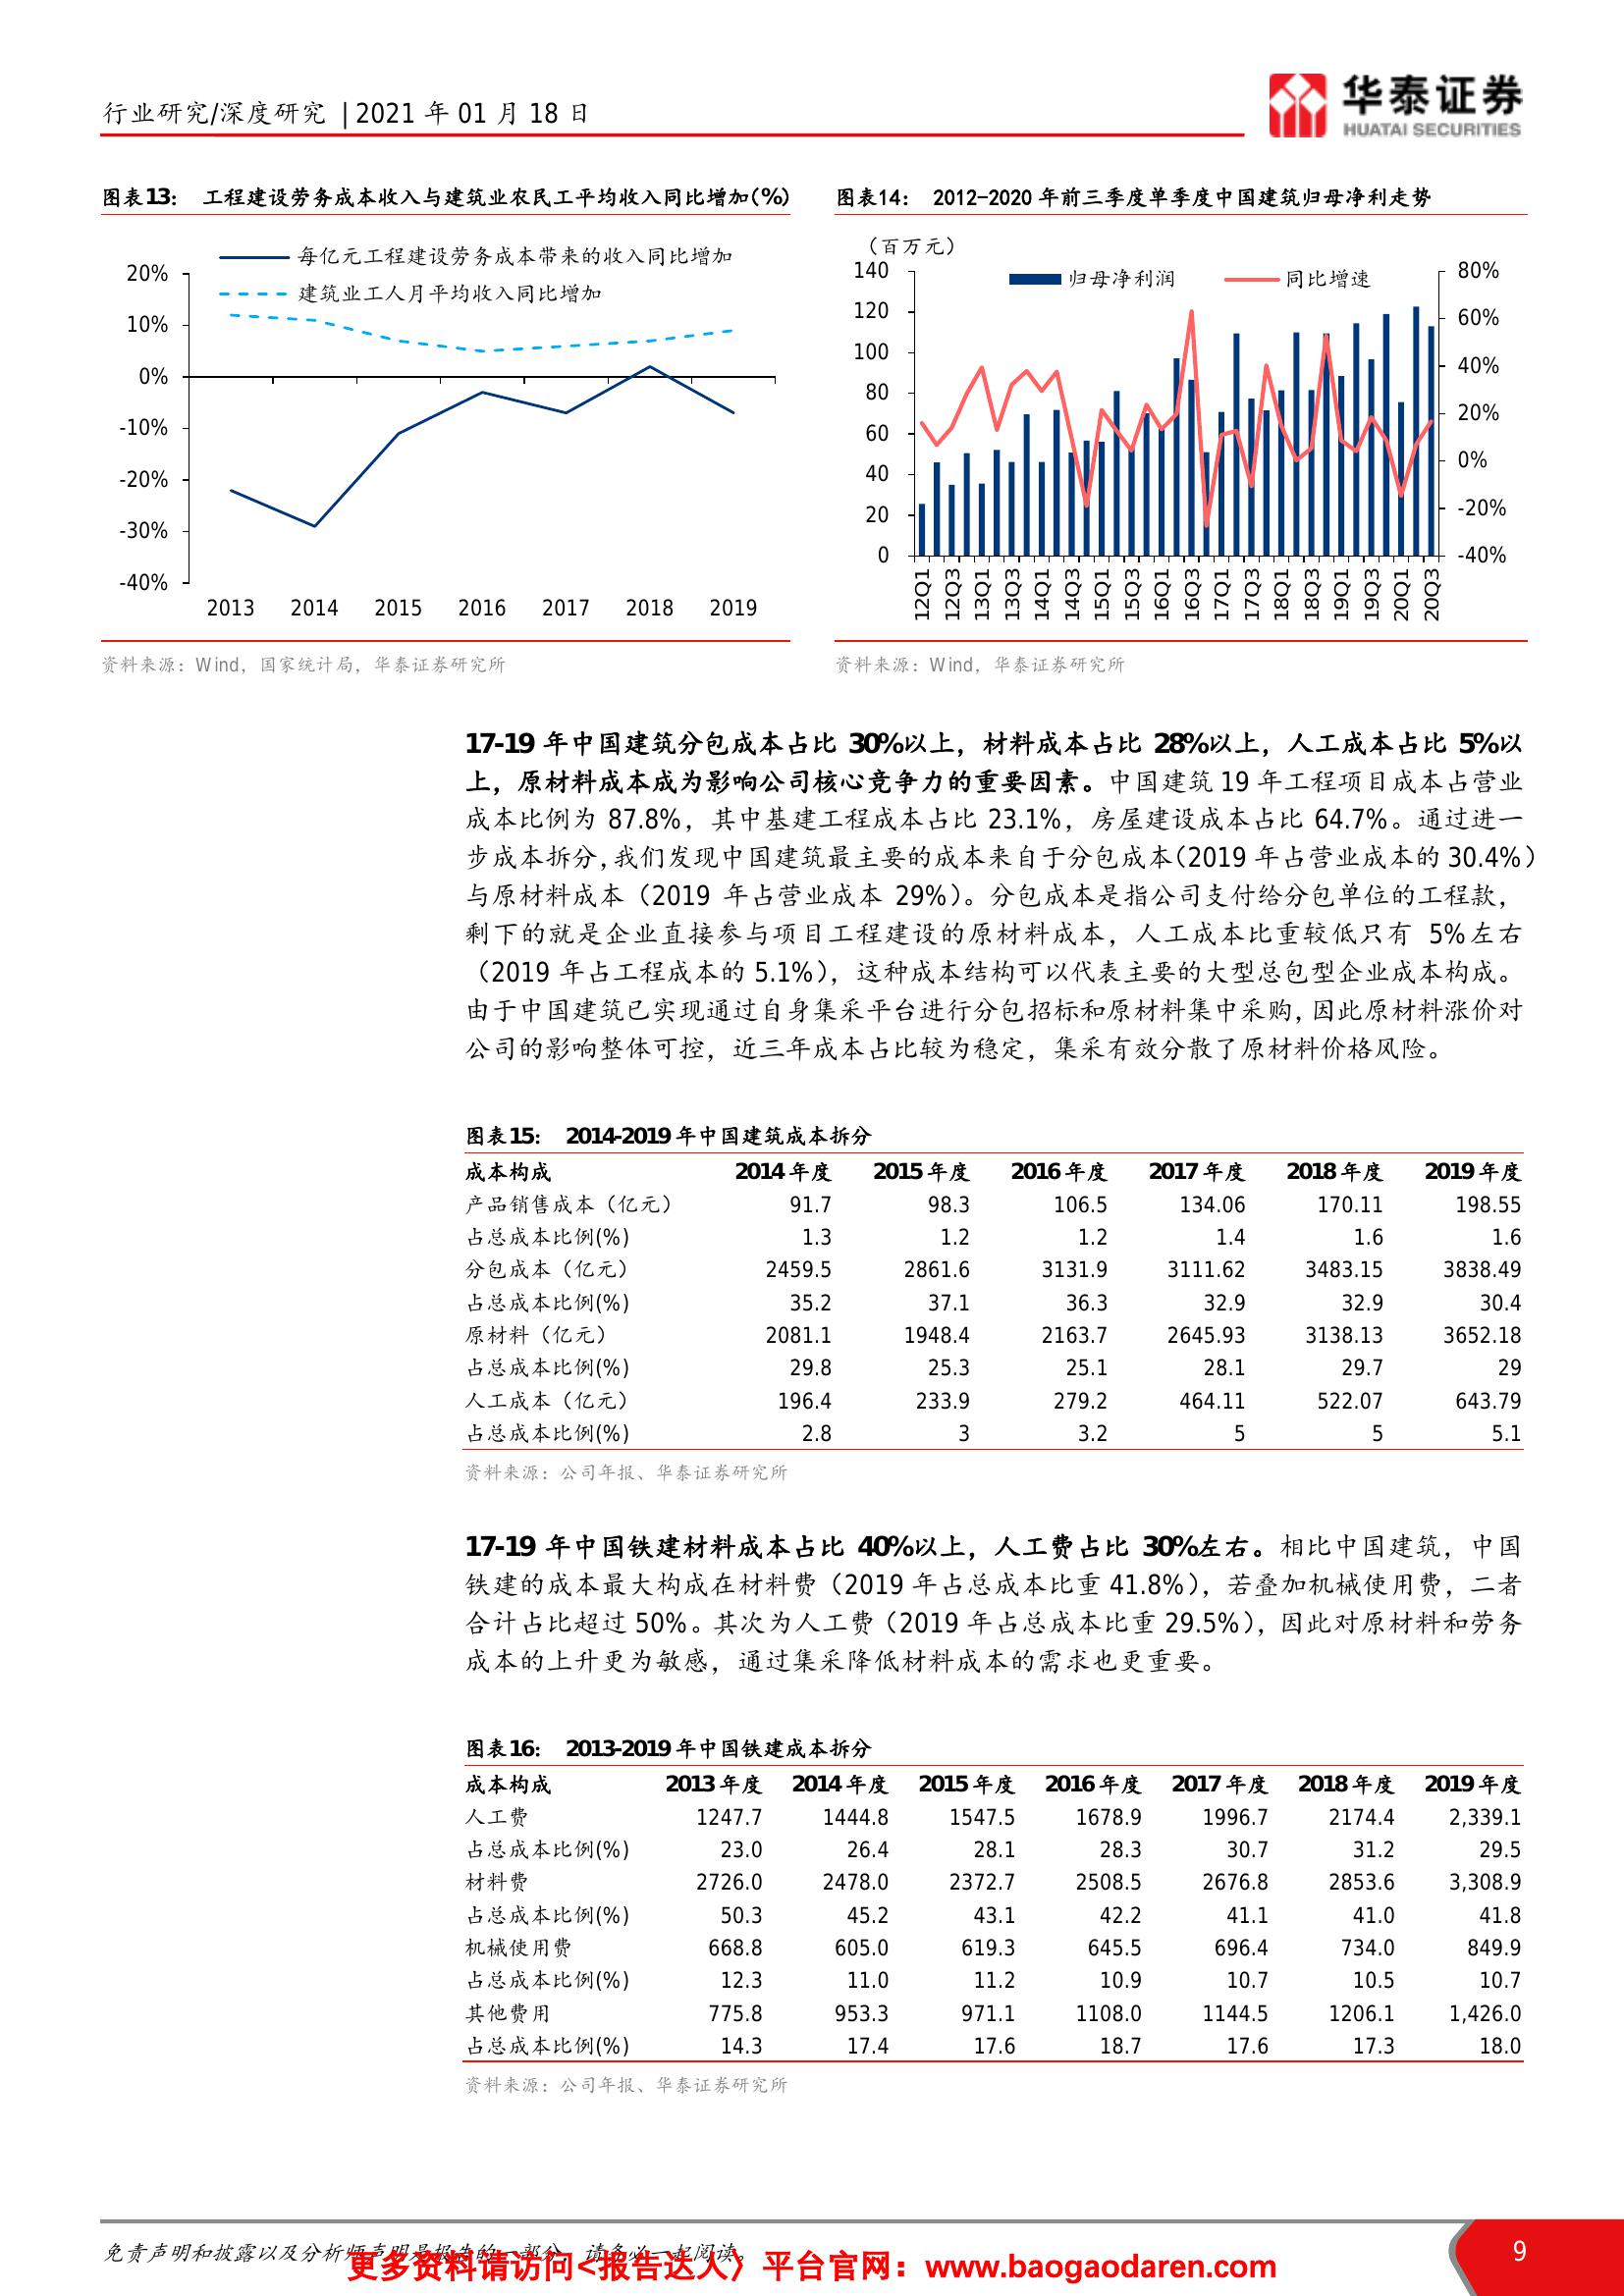 行业研究/深度研究 | 2021 年 01 月 18 日
华泰证券
HUATAI SECURITIES
图表13： 工程建设劳务成本收入与建筑业农民工平均收入同比增加(%)
每亿元工程建设劳务成本带来的收入同比增加
建筑业工人月平均收入同比增加
20%
10%
0%
-10%
-20%
-30%
-40%
2013 2014 2015 2016 2017 2018 2019
资料来源：Wind，国家统计局，华泰证券研究所
图表14： 2012-2020 年前三季度单季度中国建筑归母净利走势
（百万元）
归母净利润 同比增速
140
120
100
80
60
40
20
0
80%
60%
40%
20%
0%
-20%
-40%
12Q1 12Q3 13Q1 13Q3 14Q1 14Q3 15Q1 15Q3 16Q1 16Q3 17Q1 17Q3 18Q1 18Q3 19Q1 19Q3 20Q1 20Q3
资料来源：Wind，华泰证券研究所
17-19 年中国建筑分包成本占比 30%以上，材料成本占比 28%以上，人工成本占比 5%以
上，原材料成本成为影响公司核心竞争力的重要因素。中国建筑 19 年工程项目成本占营业
成本比例为 87.8%，其中基建工程成本占比 23.1%，房屋建设成本占比 64.7%。通过进一
步成本拆分，我们发现中国建筑最主要的成本来自于分包成本（2019 年占营业成本的 30.4%）
与原材料成本（2019 年占营业成本 29%）。分包成本是指公司支付给分包单位的工程款，
剩下的就是企业直接参与项目工程建设的原材料成本，人工成本比重较低只有 5%左右
（2019 年占工程成本的 5.1%），这种成本结构可以代表主要的大型总包型企业成本构成。
由于中国建筑已实现通过自身集采平台进行分包招标和原材料集中采购，因此原材料涨价对
公司的影响整体可控，近三年成本占比较为稳定，集采有效分散了原材料价格风险。
图表15： 2014-2019 年中国建筑成本拆分
成本构成 2014 年度 2015 年度 2016 年度 2017 年度 2018 年度 2019 年度
产品销售成本（亿元） 91.7 98.3 106.5 134.06 170.11 198.55
占总成本比例(%) 1.3 1.2 1.2 1.4 1.6 1.6
分包成本（亿元） 2459.5 2861.6 3131.9 3111.62 3483.15 3838.49
占总成本比例(%) 35.2 37.1 36.3 32.9 32.9 30.4
原材料（亿元） 2081.1 1948.4 2163.7 2645.93 3138.13 3652.18
占总成本比例(%) 29.8 25.3 25.1 28.1 29.7 29
人工成本（亿元） 196.4 233.9 279.2 464.11 522.07 643.79
占总成本比例(%) 2.8 3 3.2 5 5 5.1
资料来源：公司年报、华泰证券研究所
17-19 年中国铁建材料成本占比 40%以上，人工费占比 30%左右。相比中国建筑，中国
铁建的成本最大构成在材料费（2019 年占总成本比重 41.8%），若叠加机械使用费，二者
合计占比超过 50%。其次为人工费（2019 年占总成本比重 29.5%），因此对原材料和劳务
成本的上升更为敏感，通过集采降低材料成本的需求也更重要。
图表16： 2013-2019 年中国铁建成本拆分
成本构成 2013 年度 2014 年度 2015 年度 2016 年度 2017 年度 2018 年度 2019 年度
人工费 1247.7 1444.8 1547.5 1678.9 1996.7 2174.4 2,339.1
占总成本比例(%) 23.0 26.4 28.1 28.3 30.7 31.2 29.5
材料费 2726.0 2478.0 2372.7 2508.5 2676.8 2853.6 3,308.9
占总成本比例(%) 50.3 45.2 43.1 42.2 41.1 41.0 41.8
机械使用费 668.8 605.0 619.3 645.5 696.4 734.0 849.9
占总成本比例(%) 12.3 11.0 11.2 10.9 10.7 10.5 10.7
其他费用 775.8 953.3 971.1 1108.0 1144.5 1206.1 1,426.0
占总成本比例(%) 14.3 17.4 17.6 18.7 17.6 17.3 18.0
资料来源：公司年报、华泰证券研究所
免责声明和披露以及分析师声明是报告的一部分，请务必一起阅读。
更多资料请访问<报告达人〉平台官网：www.baogaodaren.com
9